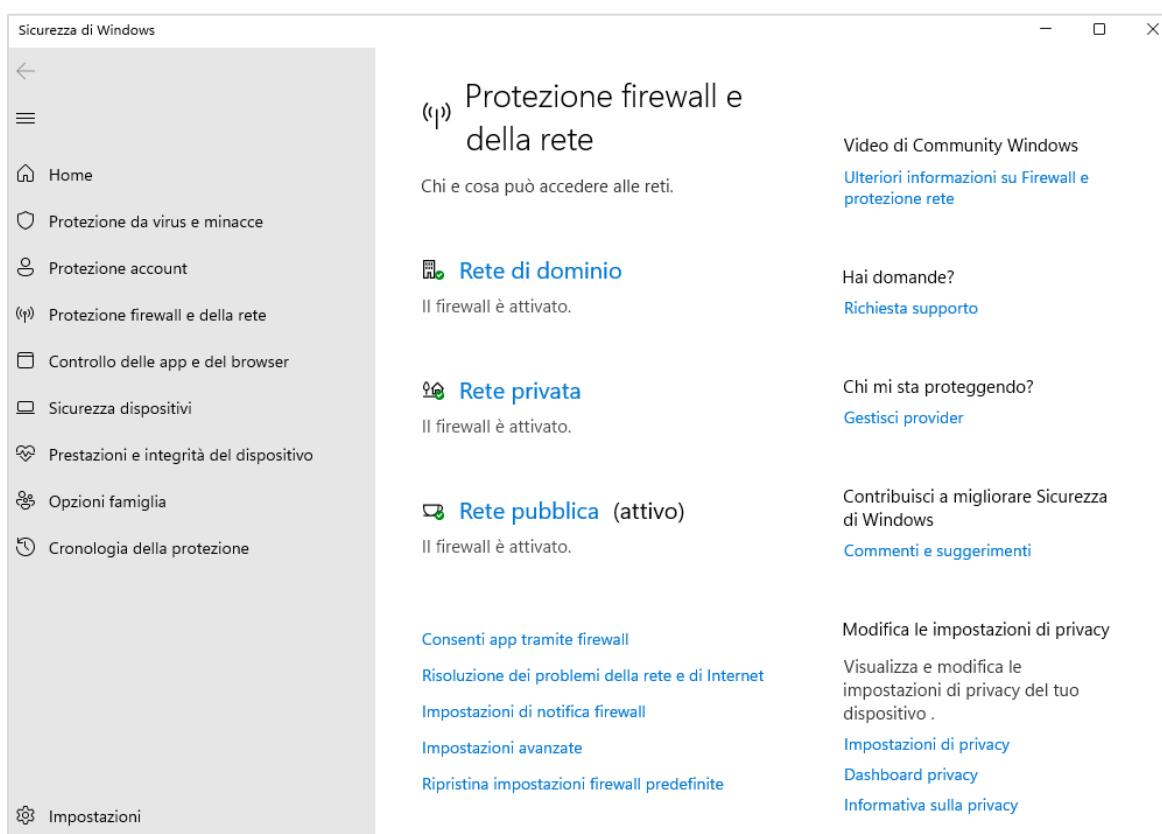 Sicurezza di Windows
Home
Protezione da virus e minacce
Protezione account
Protezione firewall e della rete
Controllo delle app e del browser
Sicurezza dispositivi
Prestazioni e integrità del dispositivo
Opzioni famiglia
Cronologia della protezione
Impostazioni
Protezione firewall e
della rete
Chi e cosa può accedere alle reti.
Rete di dominio
Il firewall è attivato.
Rete privata
Il firewall è attivato.
Rete pubblica (attivo)
Il firewall è attivato.
Consenti app tramite firewall
Risoluzione dei problemi della rete e di Internet
Impostazioni di notifica firewall
Impostazioni avanzate
Ripristina impostazioni firewall predefinite
Video di Community Windows
Ulteriori informazioni su Firewall e
protezione rete
Hai domande?
Richiesta supporto
Chi mi sta proteggendo?
Gestisci provider
Contribuisci a migliorare Sicurezza
di Windows
Commenti e suggerimenti
Modifica le impostazioni di privacy
Visualizza e modifica le
impostazioni di privacy del tuo
dispositivo .
Impostazioni di privacy
Dashboard privacy
Informativa sulla privacy